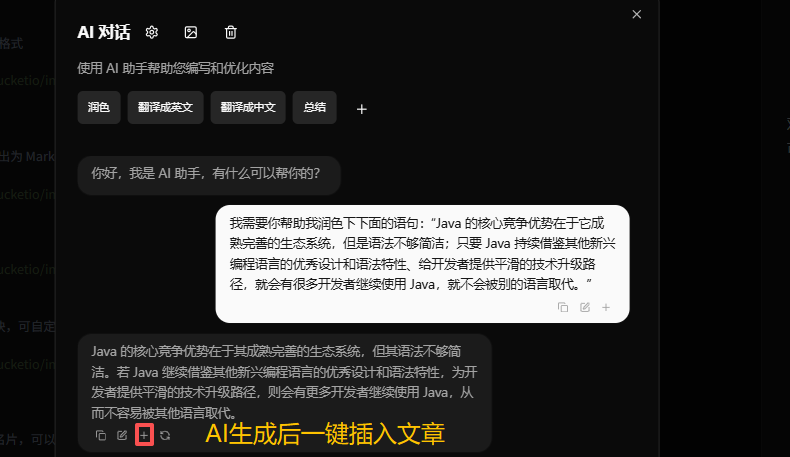 AI 对话
使用 AI 助手帮助您编写和优化内容
润色 翻译成英文 翻译成中文 总结
格式
ucketio/in
出为 Mark
ucketio/in
ucketio/in
块，可自定
ucketio/in
名片，可以
你好，我是 AI 助手，有什么可以帮你的？
我需要你帮助我润色下下面的语句：“Java 的核心竞争优势在于它成
熟完善的生态系统，但是语法不够简洁；只要 Java 持续借鉴其他新兴
编程语言的优秀设计和语法特性、给开发者提供平滑的技术升级路
径，就会有很多开发者继续使用 Java，就不会被别的语言取代。”
Java 的核心竞争优势在于其成熟完善的生态系统，但其语法不够简
洁。若 Java 继续借鉴其他新兴编程语言的优秀设计和语法特性，为开
发者提供平滑的技术升级路径，则会有更多开发者继续使用 Java，从
而不容易被其他语言取代。
AI生成后一键插入文章